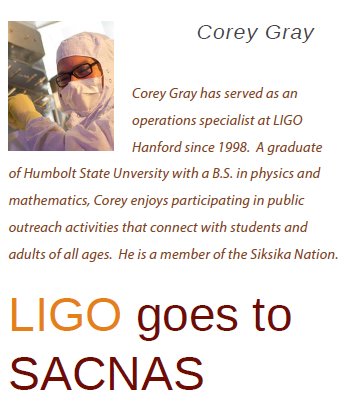 Corey Gray
Corey Gray has served as an
operations specialist at LIGO
Hanford since 1998. A graduate
of Humbolt State Unversity with a B.S. in physics and
mathematics, Corey enjoys participating in public
outreach activities that connect with students and
adults of all ages. He is a member of the Siksika Nation.
LIGO goes to
SACNAS